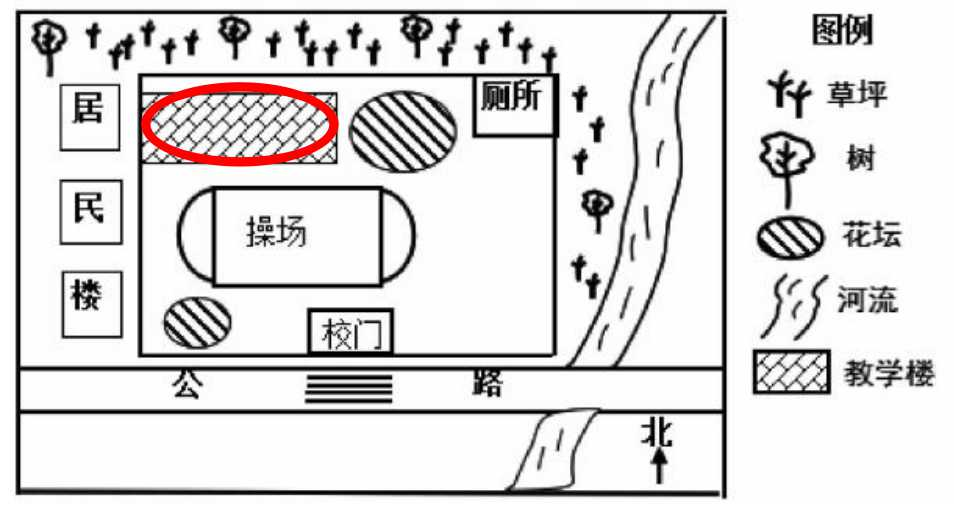 图例
草坪
树
花坛
河流
教学楼
居
民
楼
厕所
操场
校门
公路
北